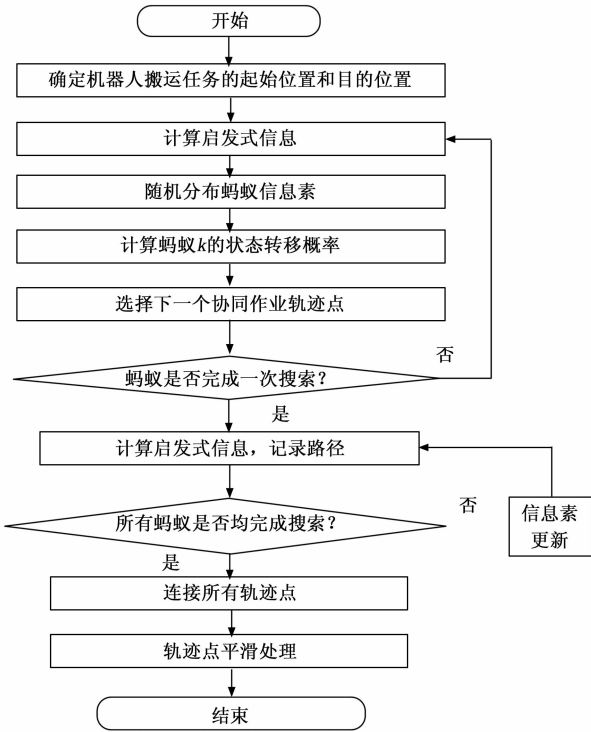 开始
确定机器人搬运任务的起始位置和目的位置
计算启发式信息
随机分布蚂蚁信息素
计算蚂蚁k的状态转移概率
选择下一个协同作业轨迹点
否
蚂蚁是否完成一次搜索?
是
计算启发式信息，记录路径
否
所有蚂蚁是否均完成搜索?
信息素
更新
是
连接所有轨迹点
轨迹点平滑处理
结束